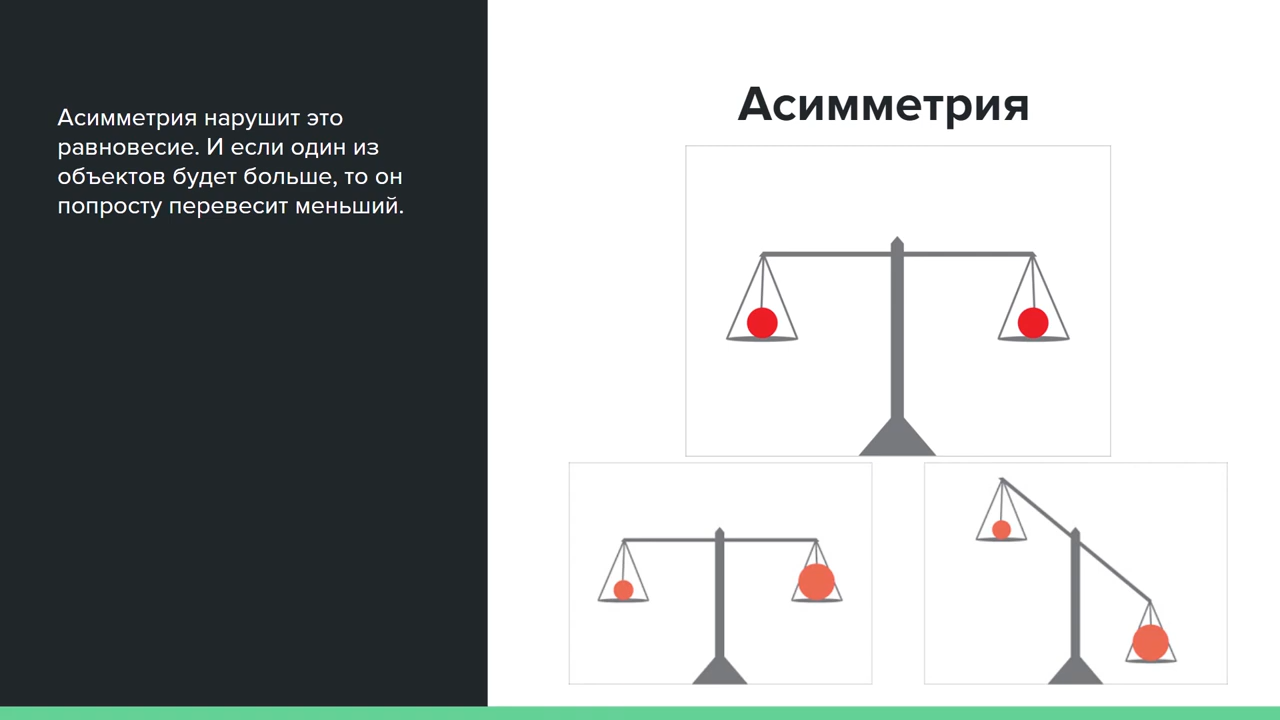 Асимметрия нарушит это
равновесие. И если один из
объектов будет больше, то он
попросту перевесит меньший.
Асимметрия